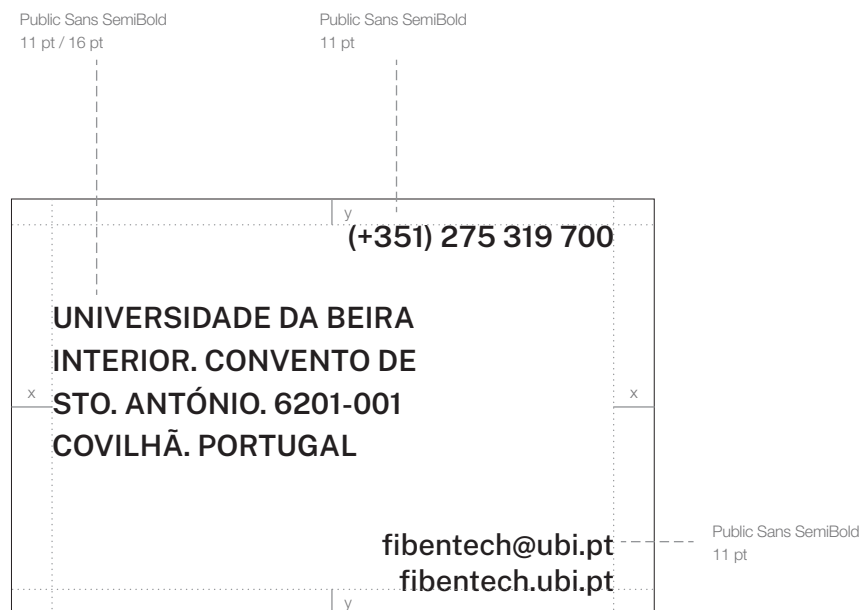 Public Sans SemiBold
11 pt / 16 pt
Public Sans SemiBold
11 pt
y
(+351) 275 319 700
UNIVERSIDADE DA BEIRA
INTERIOR. CONVENTO DE
x
STO. ANTÓNIO. 6201-001
x
COVILHÃ. PORTUGAL
fibentech@ubi.pt
Public Sans SemiBold
11 pt
fibentech.ubi.pt
y